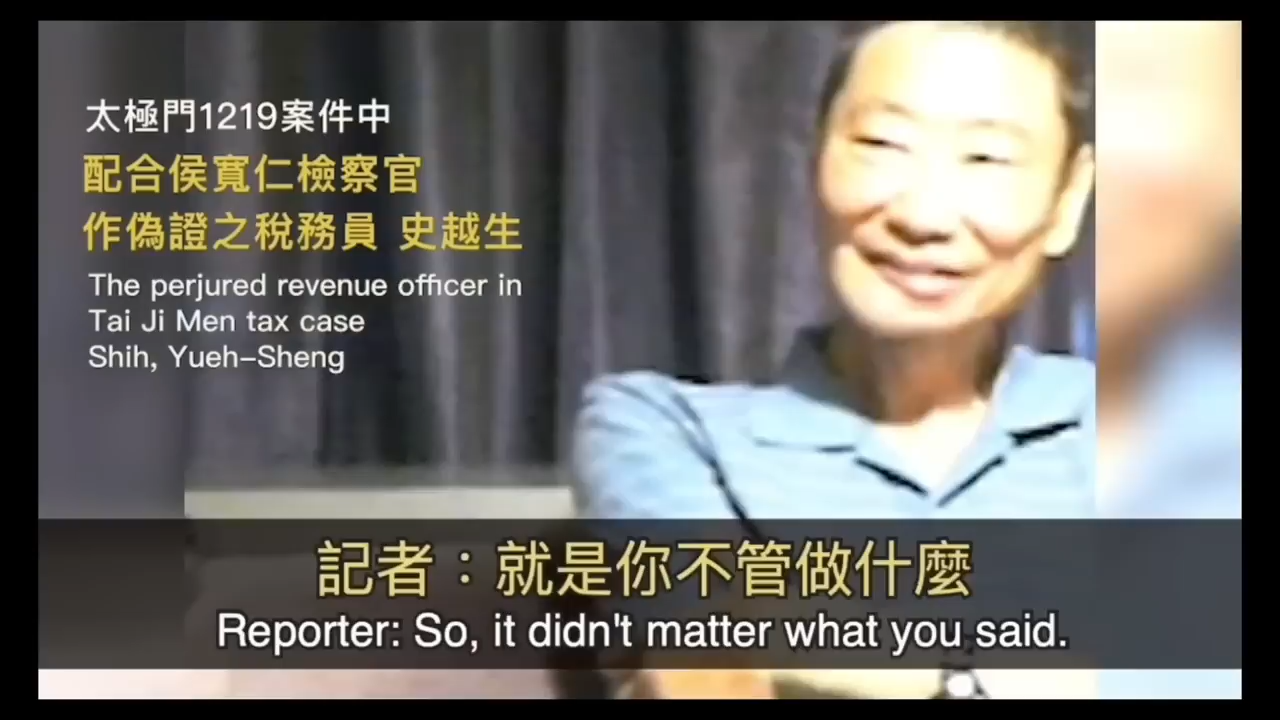 太極門1219案件中
配合侯寬仁檢察官
作偽證之稅務員 史越生
The perjured revenue officer in
Tai Ji Men tax case
Shih, Yueh-Sheng
記者：就是你不管做什麼
Reporter: So, it didn't matter what you said.